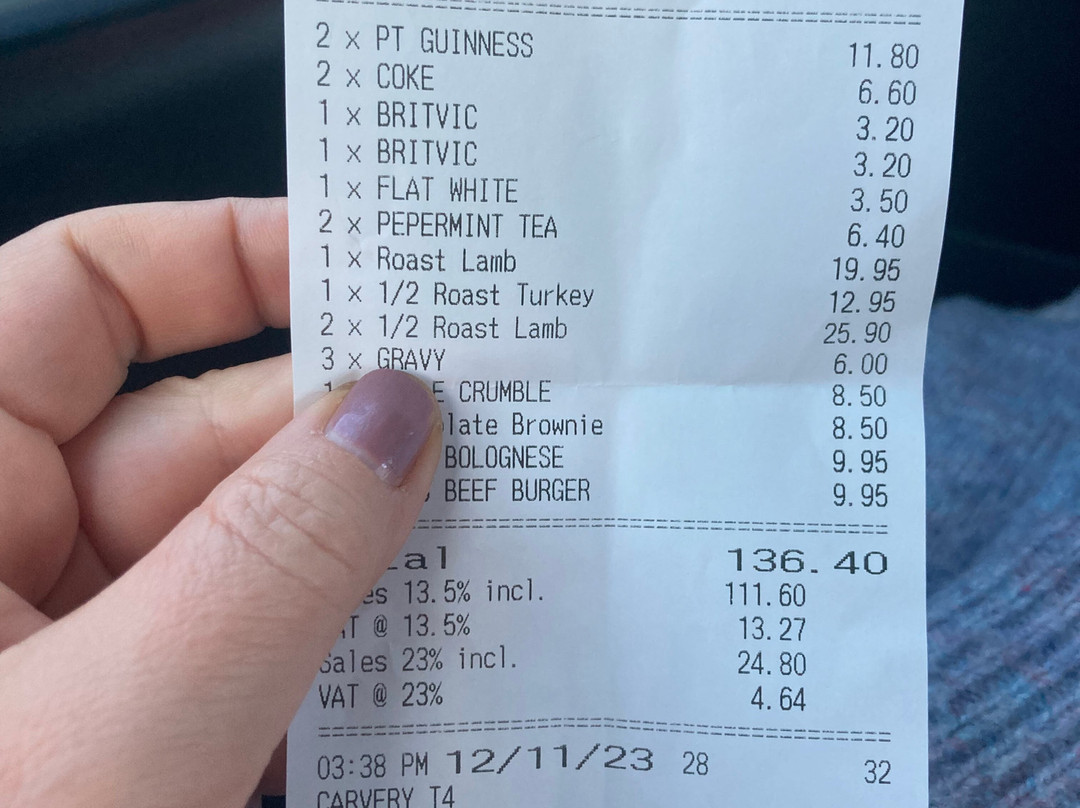 2 x PT GUINNESS 11.80
2 x COKE 6.60
1 x BRITVIC 3.20
1 x BRITVIC 3.20
1 x FLAT WHITE 3.50
2 x PEPERMINT TEA 6.40
1 x Roast Lamb 19.95
1 x 1/2 Roast Turkey 12.95
2 x 1/2 Roast Lamb 25.90
3 x GRAVY 6.00
1 CRUMBLE 8.50
Brownie 8.50
BOLOGNESE 9.95
BEEF BURGER 9.95
136.40
13.5% incl. 111.60
@ 13.5% 13.27
Sales 23% incl. 24.80
VAT @ 23% 4.64
03:38 PM 12/11/23 28 32
CARVERY T4